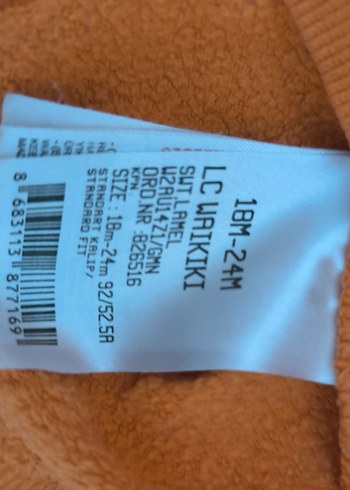 18M-24M
LC WAIKIKI
SWT.LAMEL
W2AU14Z1/GMN
ORD.NR :826516
KPN
SIZE : 18m-24m 92/52.5A
STANDART KALIP/
STANDARD FIT
8 683113 877169